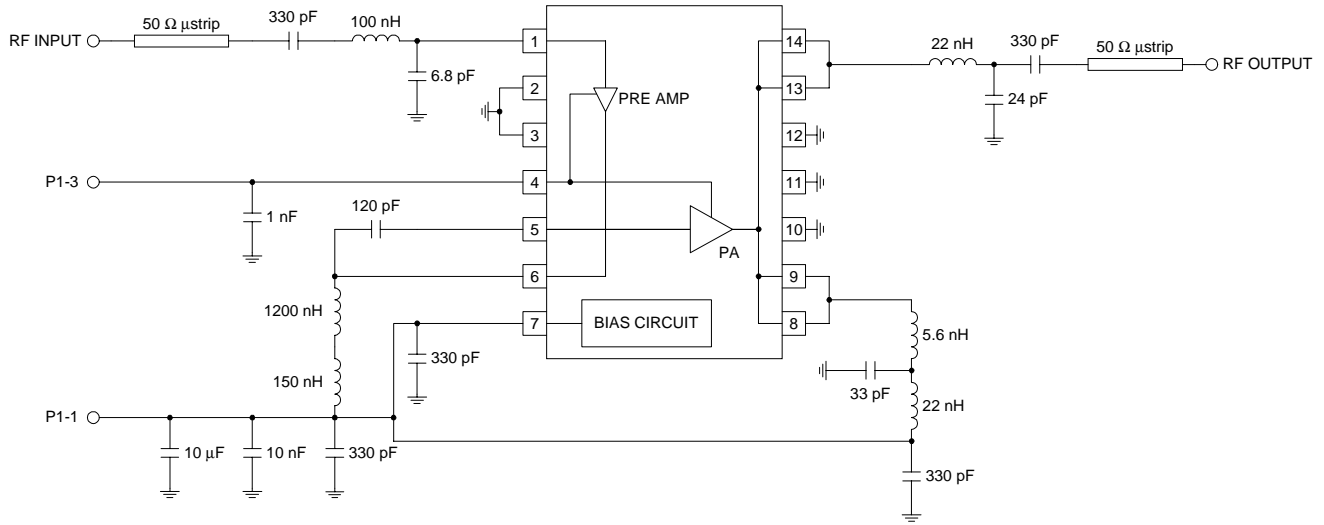 RF INPUT
50 Ω µstrip
330 pF
100 nH
6.8 pF
1
2
3
4
5
6
7
14
13
12
11
10
9
8
PRE AMP
PA
BIAS CIRCUIT
22 nH
330 pF
50 Ω µstrip
RF OUTPUT
24 pF
P1-3
1 nF
120 pF
1200 nH
150 nH
330 pF
P1-1
10 µF
10 nF
330 pF
5.6 nH
33 pF
22 nH
330 pF